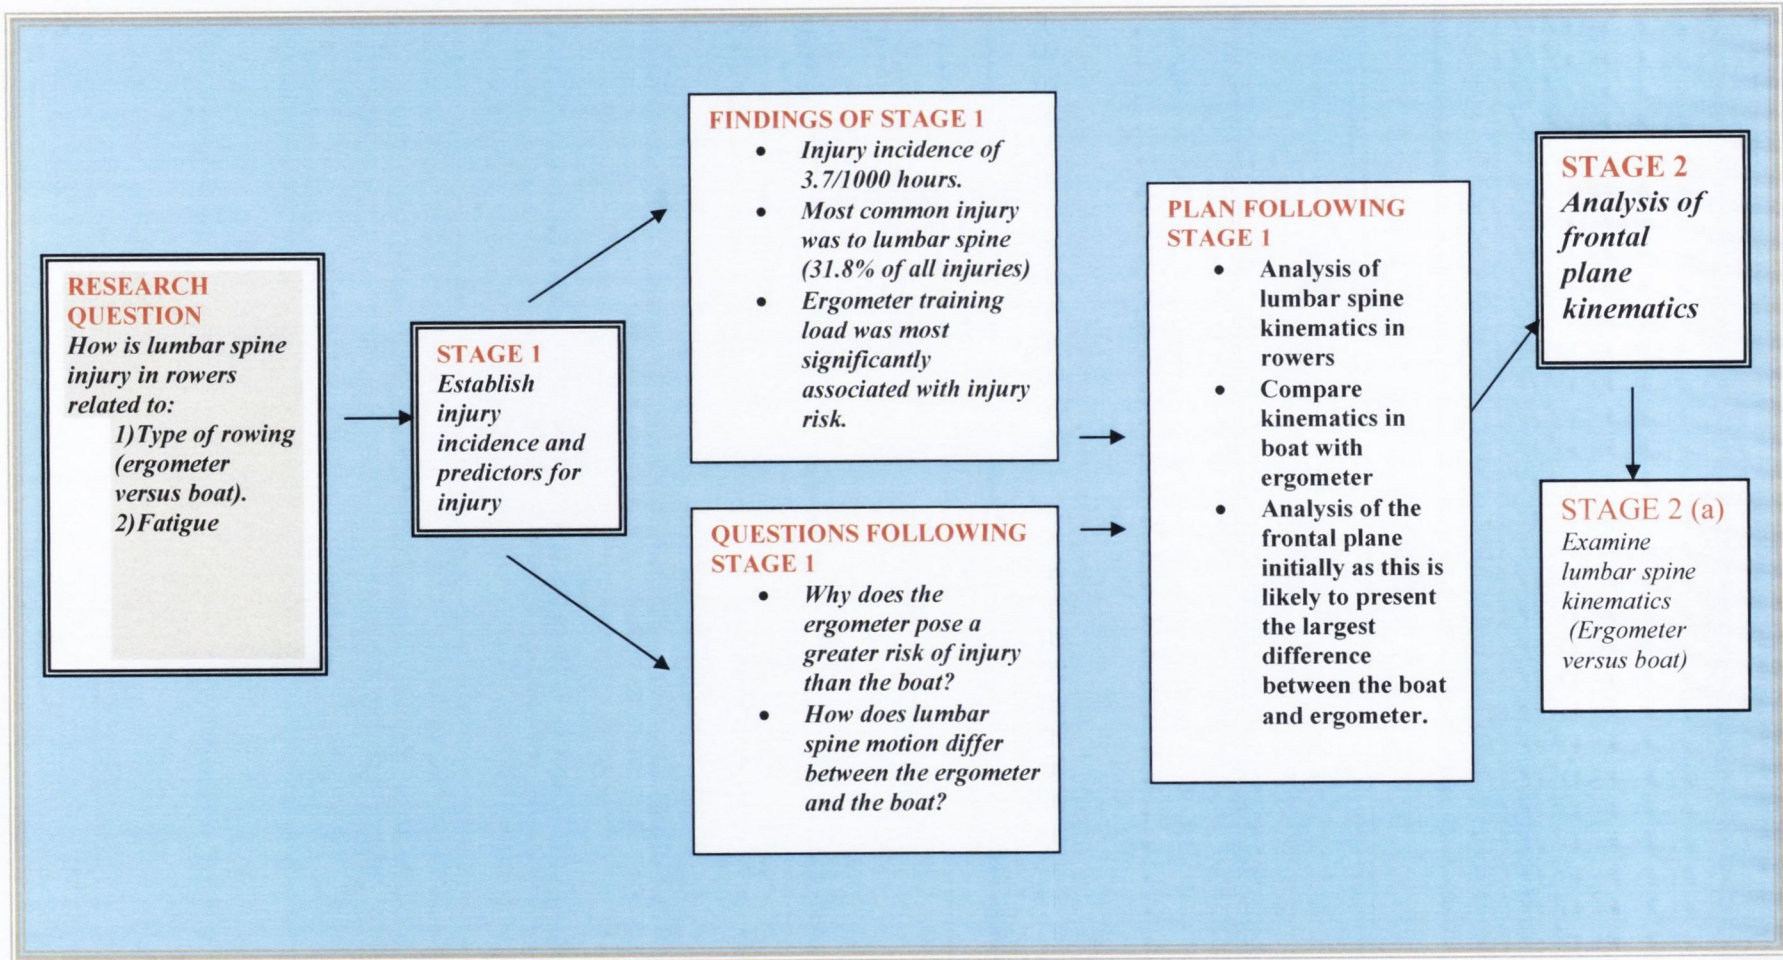 RESEARCH
QUESTION
How is lumbar spine
injury in rowers
related to:
1)Type of rowing
(ergometer
versus boat).
2)Fatigue
STAGE 1
Establish
injury
incidence and
predictors for
injury
FINDINGS OF STAGE 1
• Injury incidence of
3.7/1000 hours.
• Most common injury
was to lumbar spine
(31.8% of all injuries)
• Ergometer training
load was most
significantly
associated with injury
risk.
QUESTIONS FOLLOWING
STAGE 1
• Why does the
ergometer pose a
greater risk of injury
than the boat?
• How does lumbar
spine motion differ
between the ergometer
and the boat?
PLAN FOLLOWING
STAGE 1
• Analysis of
lumbar spine
kinematics in
rowers
• Compare
kinematics in
boat with
ergometer
• Analysis of the
frontal plane
initially as this is
likely to present
the largest
difference
between the boat
and ergometer.
STAGE 2
Analysis of
frontal
plane
kinematics
STAGE 2 (a)
Examine
lumbar spine
kinematics
(Ergometer
versus boat)